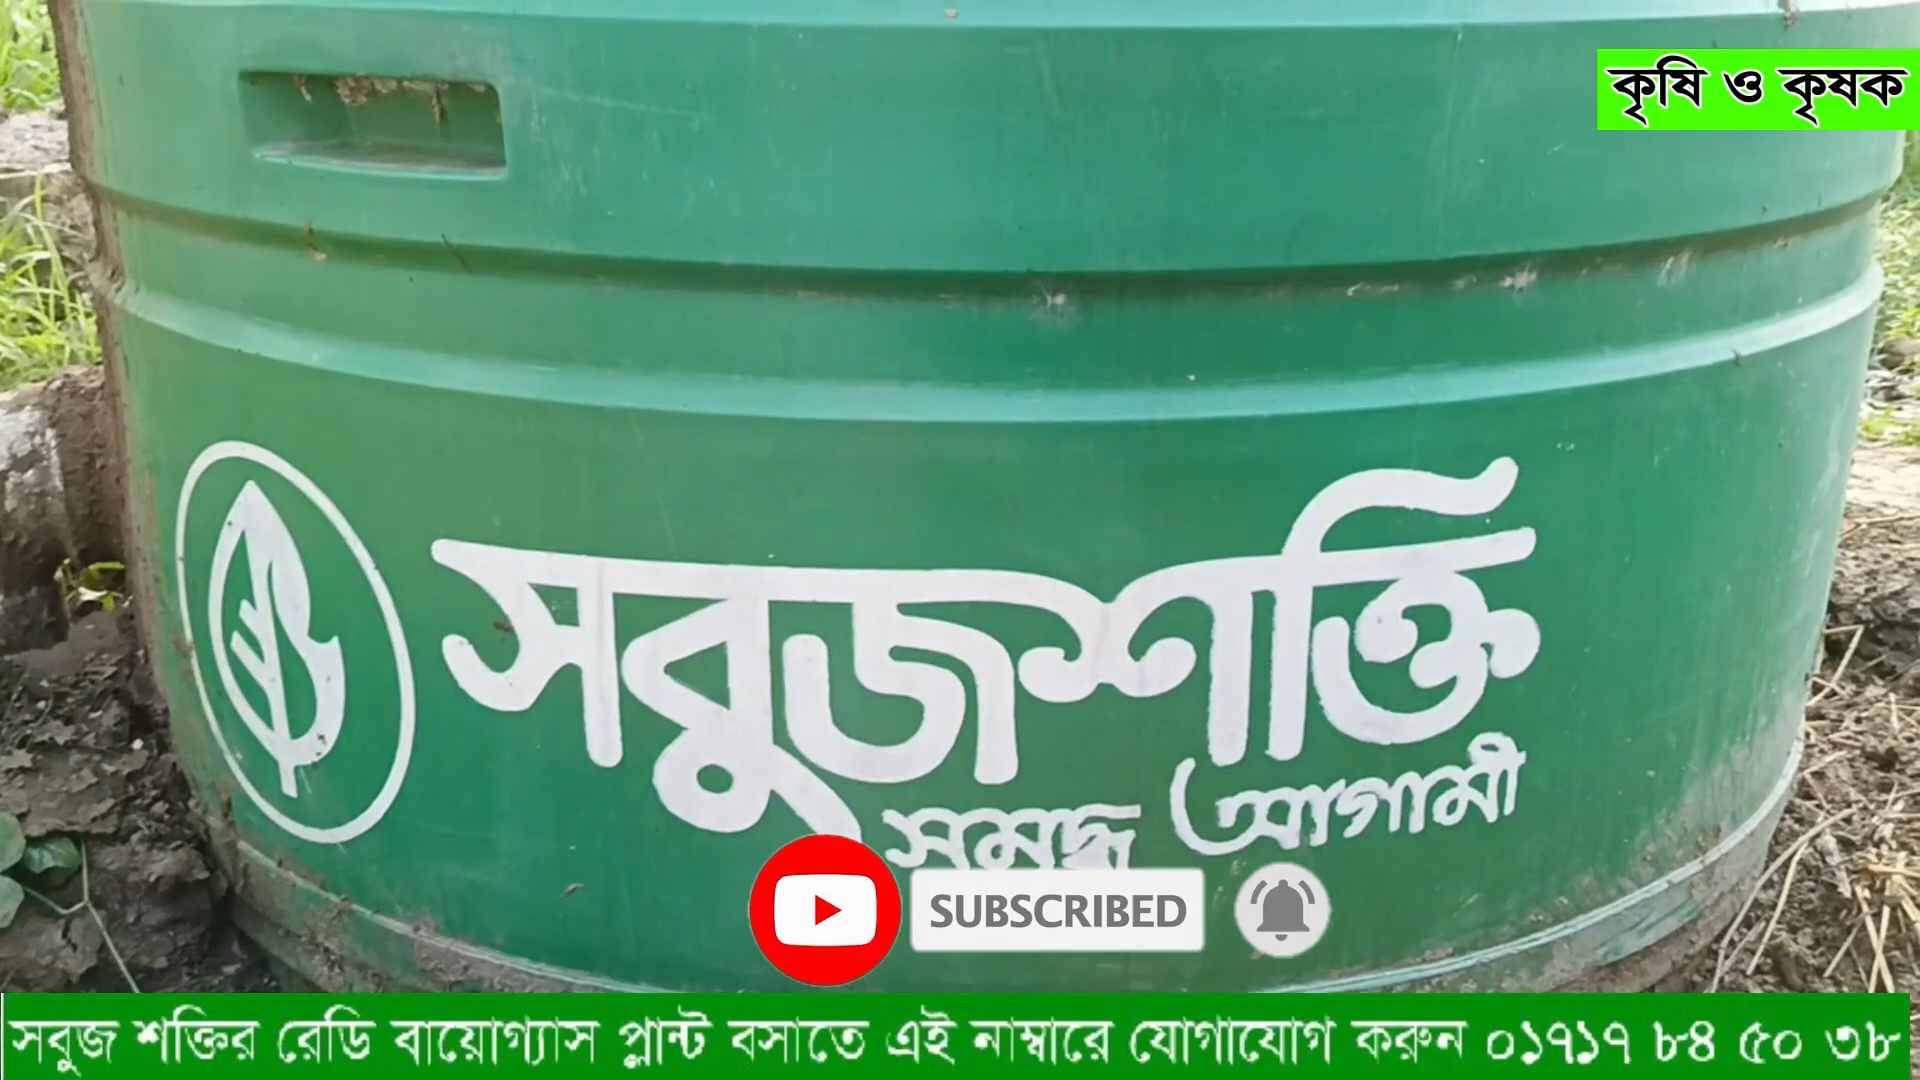 কৃষি ও কৃষক
সবুজশক্তি
সমৃদ্ধ আগামী
SUBSCRIBED
সবুজ শক্তির রেডি বায়োগ্যাস প্লান্ট বসাতে এই নাম্বারে যোগাযোগ করুন ০১৭১৭ ৮৪ ৫০ ৩৮